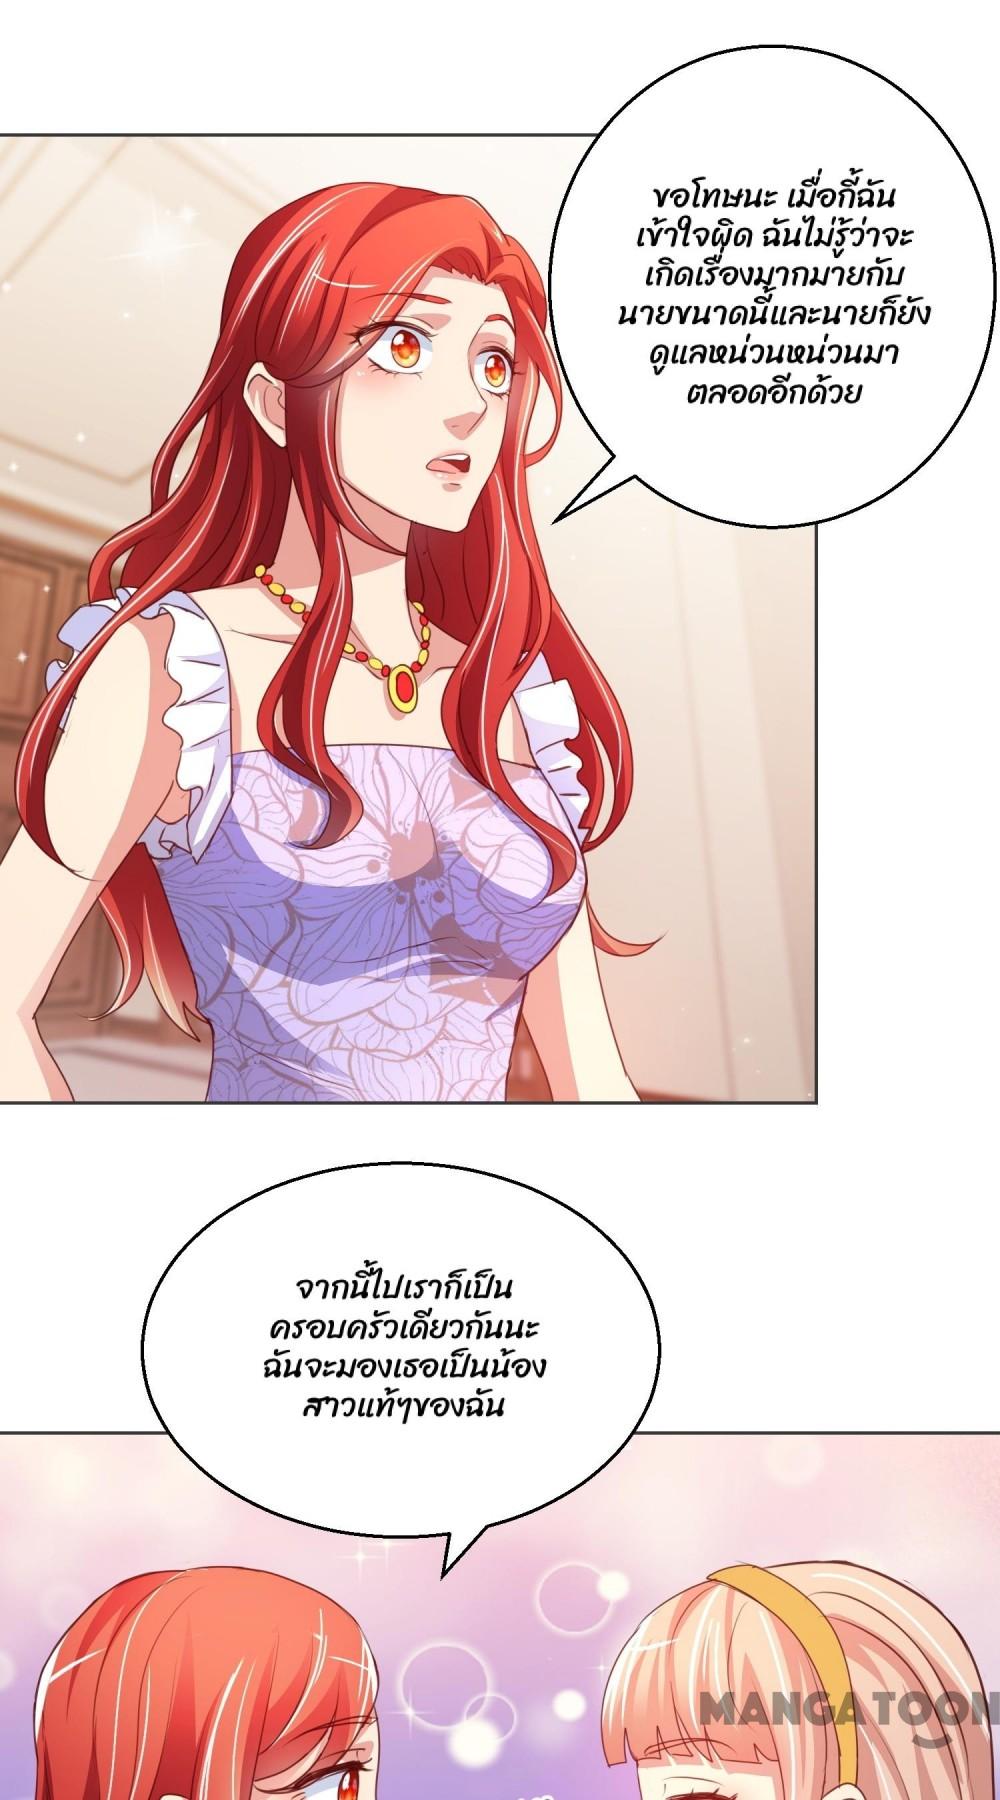 ขอโทษนะ เมื่อกี้ฉัน
เข้าใจผิด ฉันไม่รู้ว่าจะ
เกิดเรื่องมากมายกับ
นายขนาดนี้และนายก็ยัง
ดูแลหน่วนหน่วนมา
ตลอดอีกด้วย
จากนี้ไปเราก็เป็น
ครอบครัวเดียวกันนะ
ฉันจะมองเธอเป็นน้อง
สาวแท้ๆของฉัน
MANGATOON